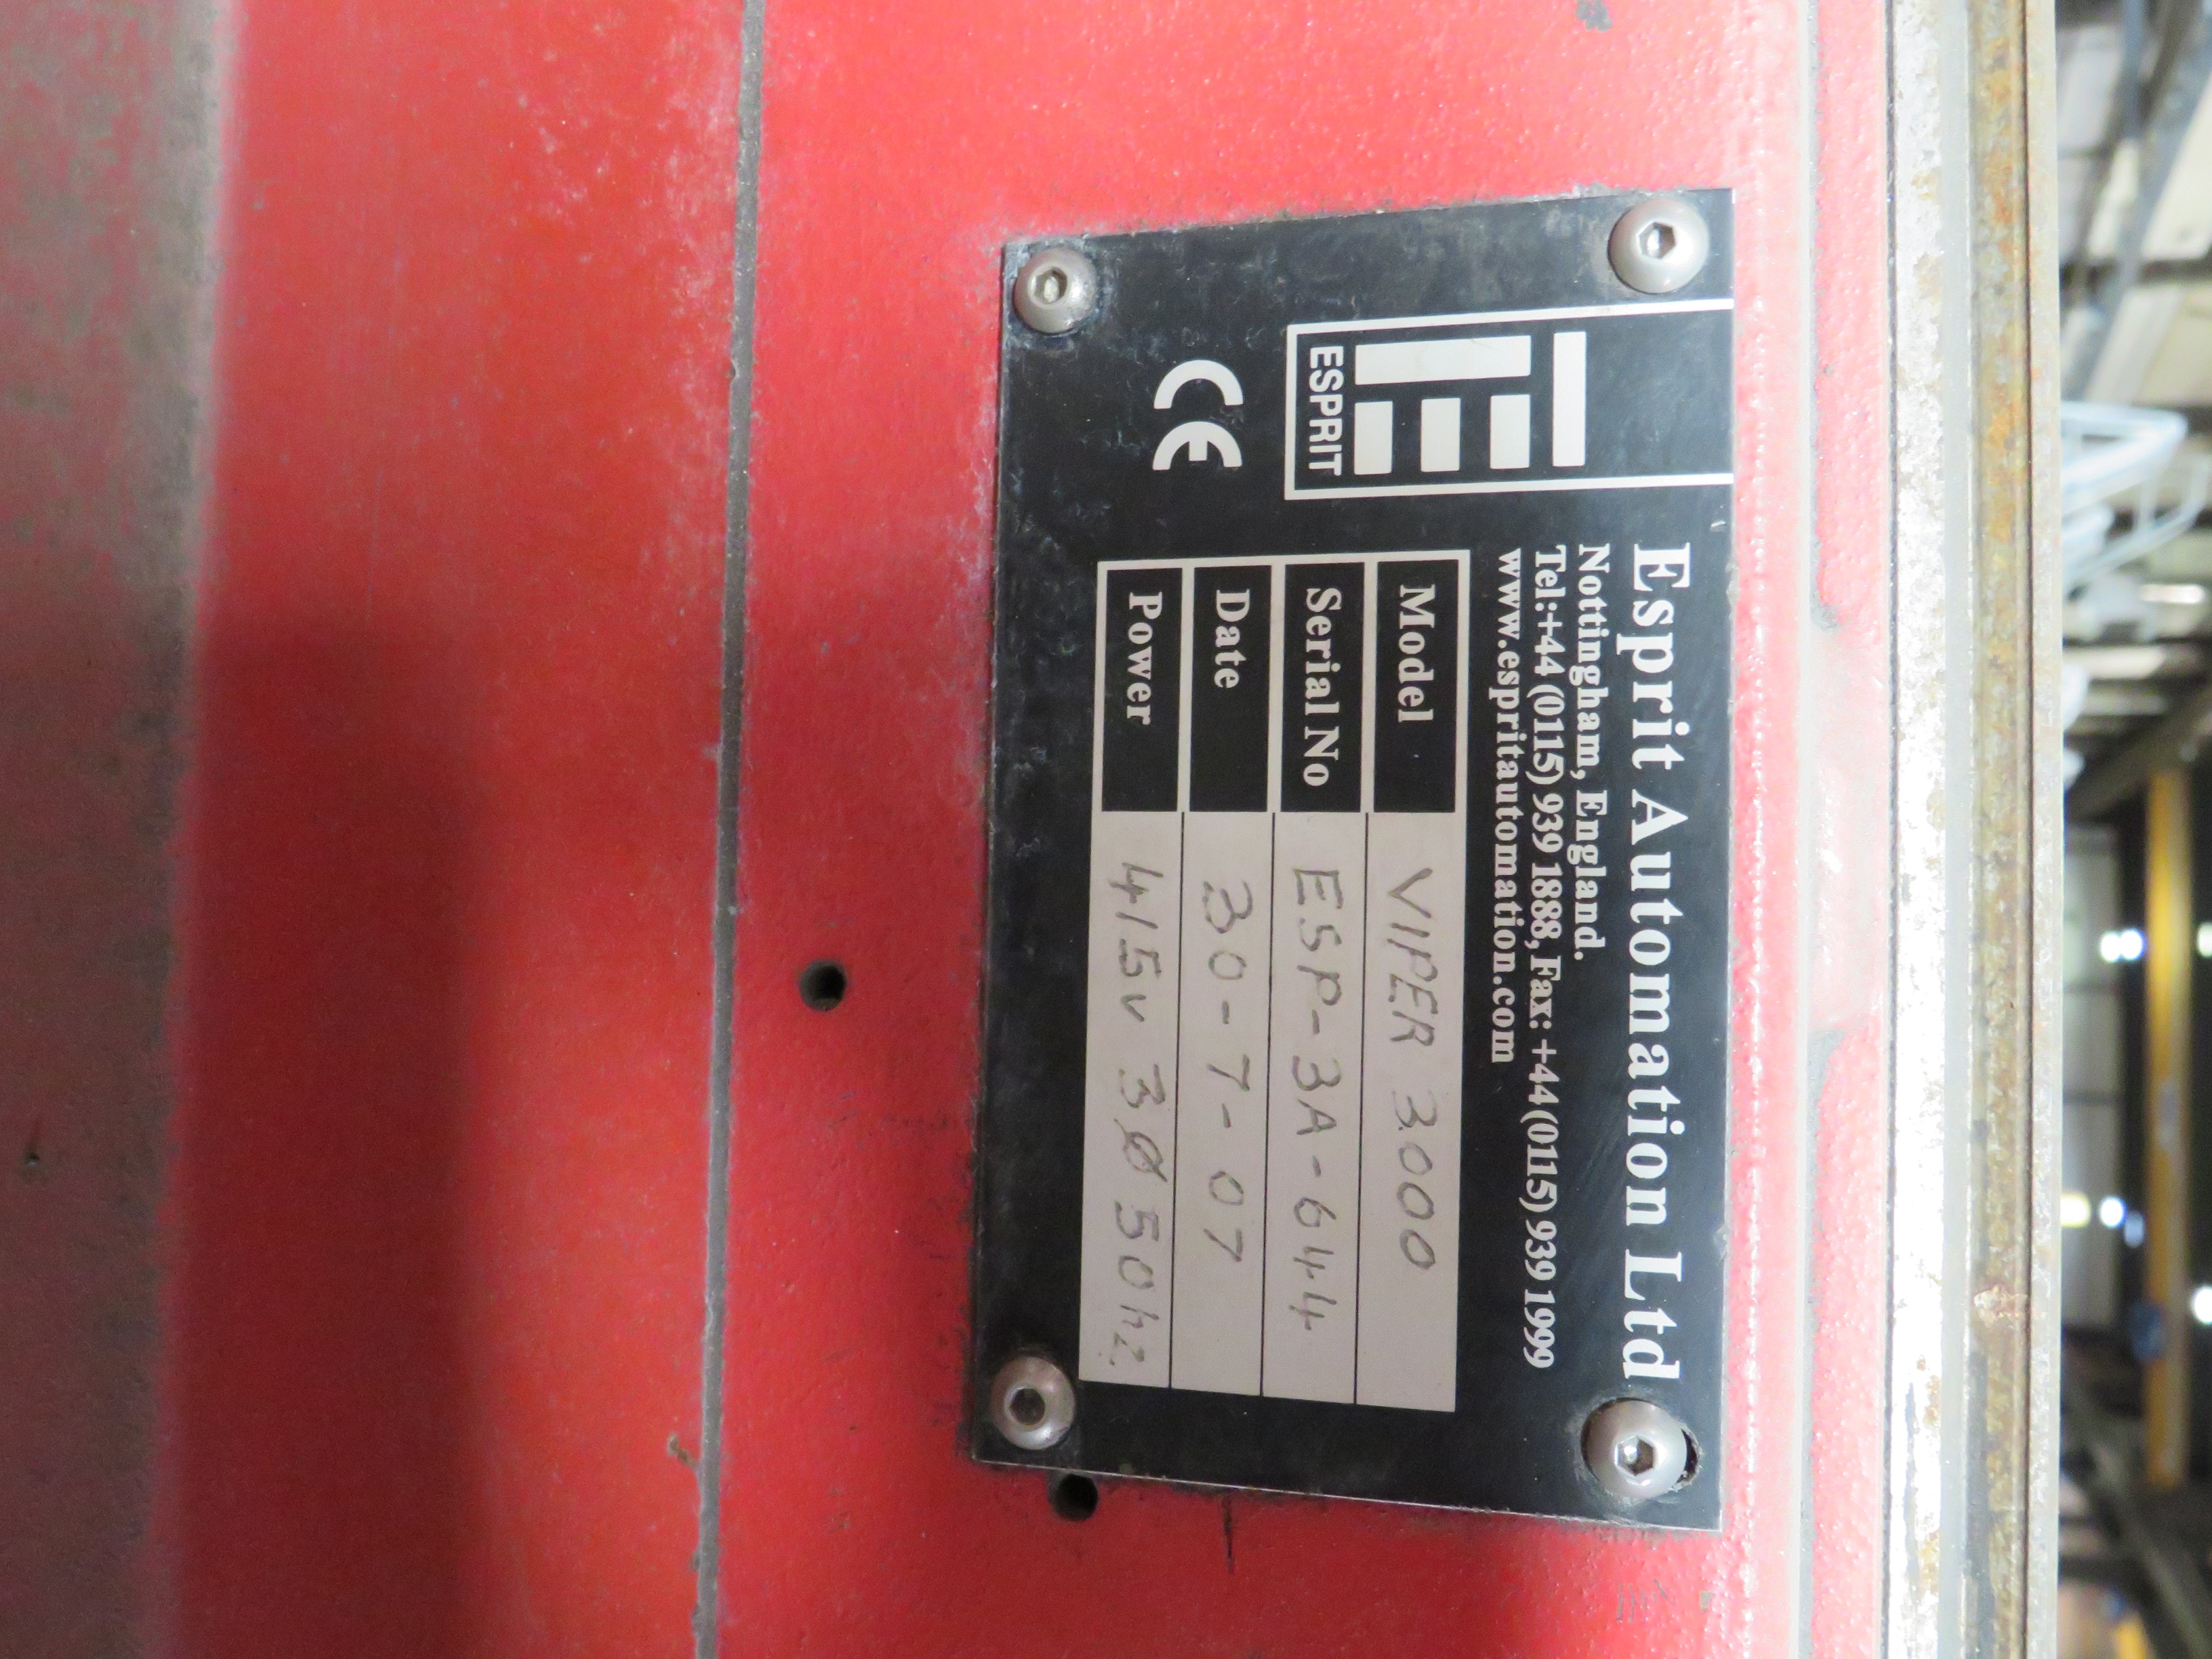 ESPRIT
CE
Esprit Automation Ltd
Nottingham, England.
Tel:+44 (0115) 939 1888, Fax: +44 (0115) 939 1999
www.espritautomation.com
Model VIPER 3000
Serial No ESP-3A-644
Date 30-7-07
Power 415v 3Ø 50hz